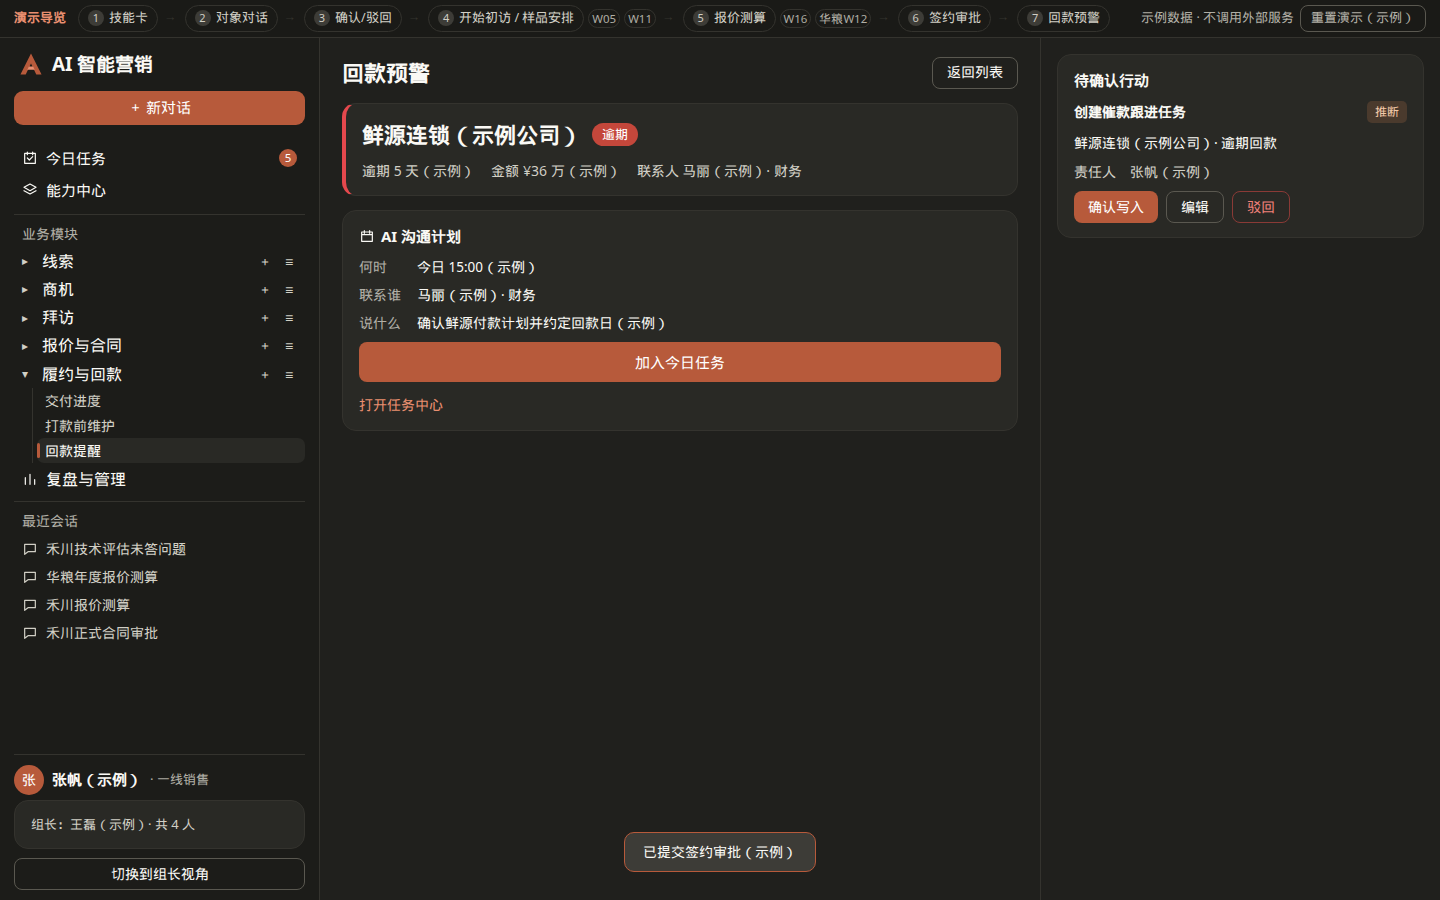 演示导览 1 技能卡 → 2 对象对话 → 3 确认/驳回 → 4 开始初访 / 样品安排 W05 W11 → 5 报价测算 W16 华粮W12 → 6 签约审批 → 7 回款预警 示例数据 · 不调用外部服务 重置演示（示例）
AI 智能营销
+ 新对话
今日任务 5
能力中心
业务模块
▸ 线索 + ≡
▸ 商机 + ≡
▸ 拜访 + ≡
▸ 报价与合同 + ≡
▾ 履约与回款 + ≡
交付进度
打款前维护
回款提醒
复盘与管理
最近会话
禾川技术评估未答问题
华粮年度报价测算
禾川报价测算
禾川正式合同审批
张 张帆（示例） · 一线销售
组长：王磊（示例）· 共 4 人
切换到组长视角
回款预警 返回列表
鲜源连锁（示例公司） 逾期
逾期 5 天（示例） 金额 ¥36 万（示例） 联系人 马丽（示例）· 财务
AI 沟通计划
何时 今日 15:00（示例）
联系谁 马丽（示例）· 财务
说什么 确认鲜源付款计划并约定回款日（示例）
加入今日任务
打开任务中心
已提交签约审批（示例）
待确认行动
创建催款跟进任务 推断
鲜源连锁（示例公司）· 逾期回款
责任人 张帆（示例）
确认写入 编辑 驳回